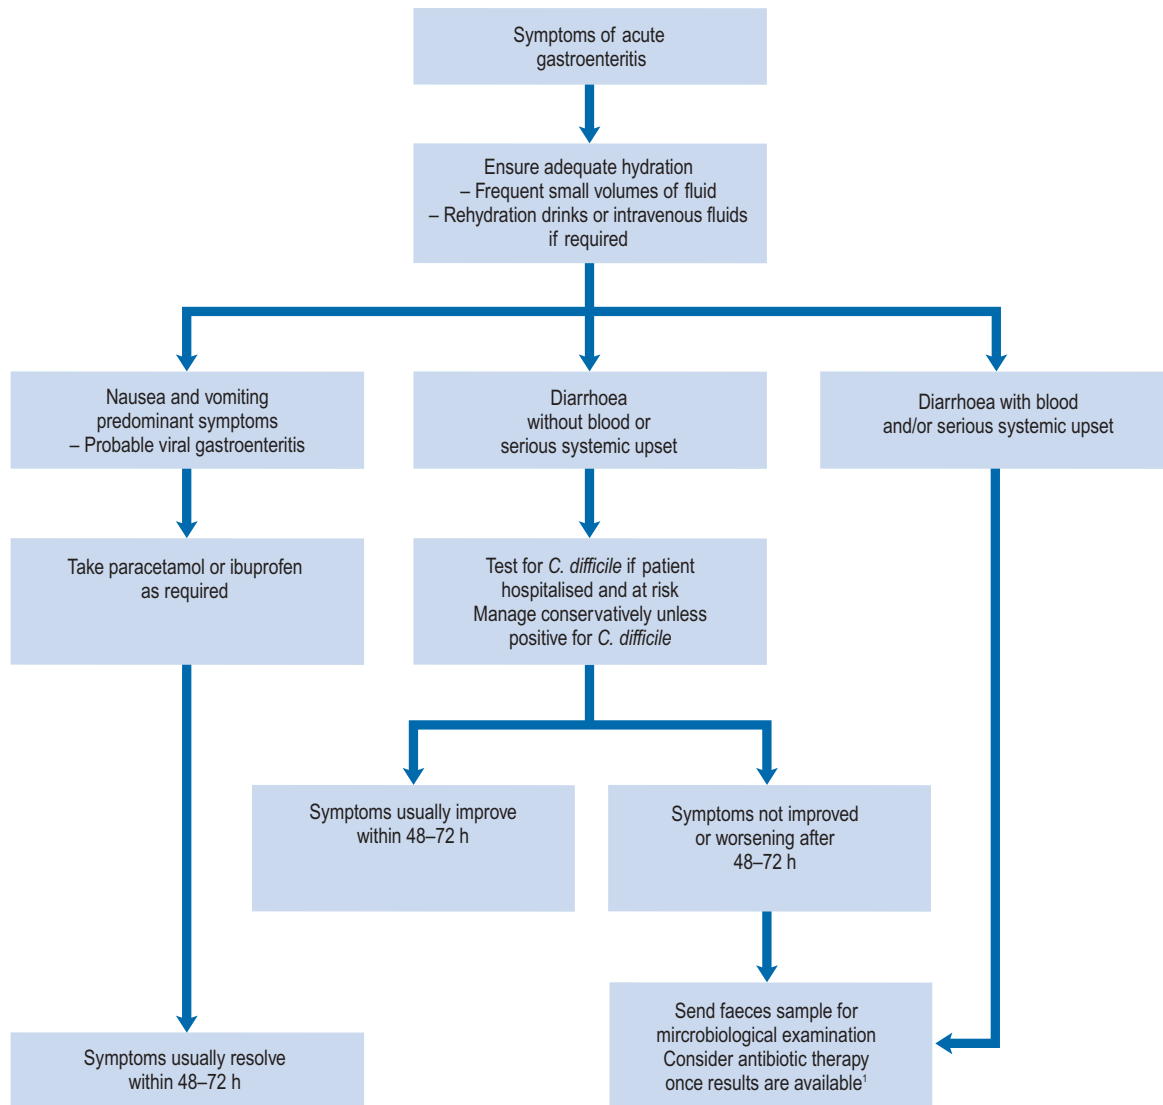 Symptoms of acute
gastroenteritis
Ensure adequate hydration
– Frequent small volumes of fluid
– Rehydration drinks or intravenous fluids
if required
Nausea and vomiting
predominant symptoms
– Probable viral gastroenteritis
Diarrhoea
without blood or
serious systemic upset
Diarrhoea with blood
and/or serious systemic upset
Take paracetamol or ibuprofen
as required
Test for C. difficile if patient
hospitalised and at risk
Manage conservatively unless
positive for C. difficile
Symptoms usually improve
within 48–72 h
Symptoms not improved
or worsening after
48–72 h
Symptoms usually resolve
within 48–72 h
Send faeces sample for
mircrobiological examination
Consider antibiotic therapy
once results are available¹